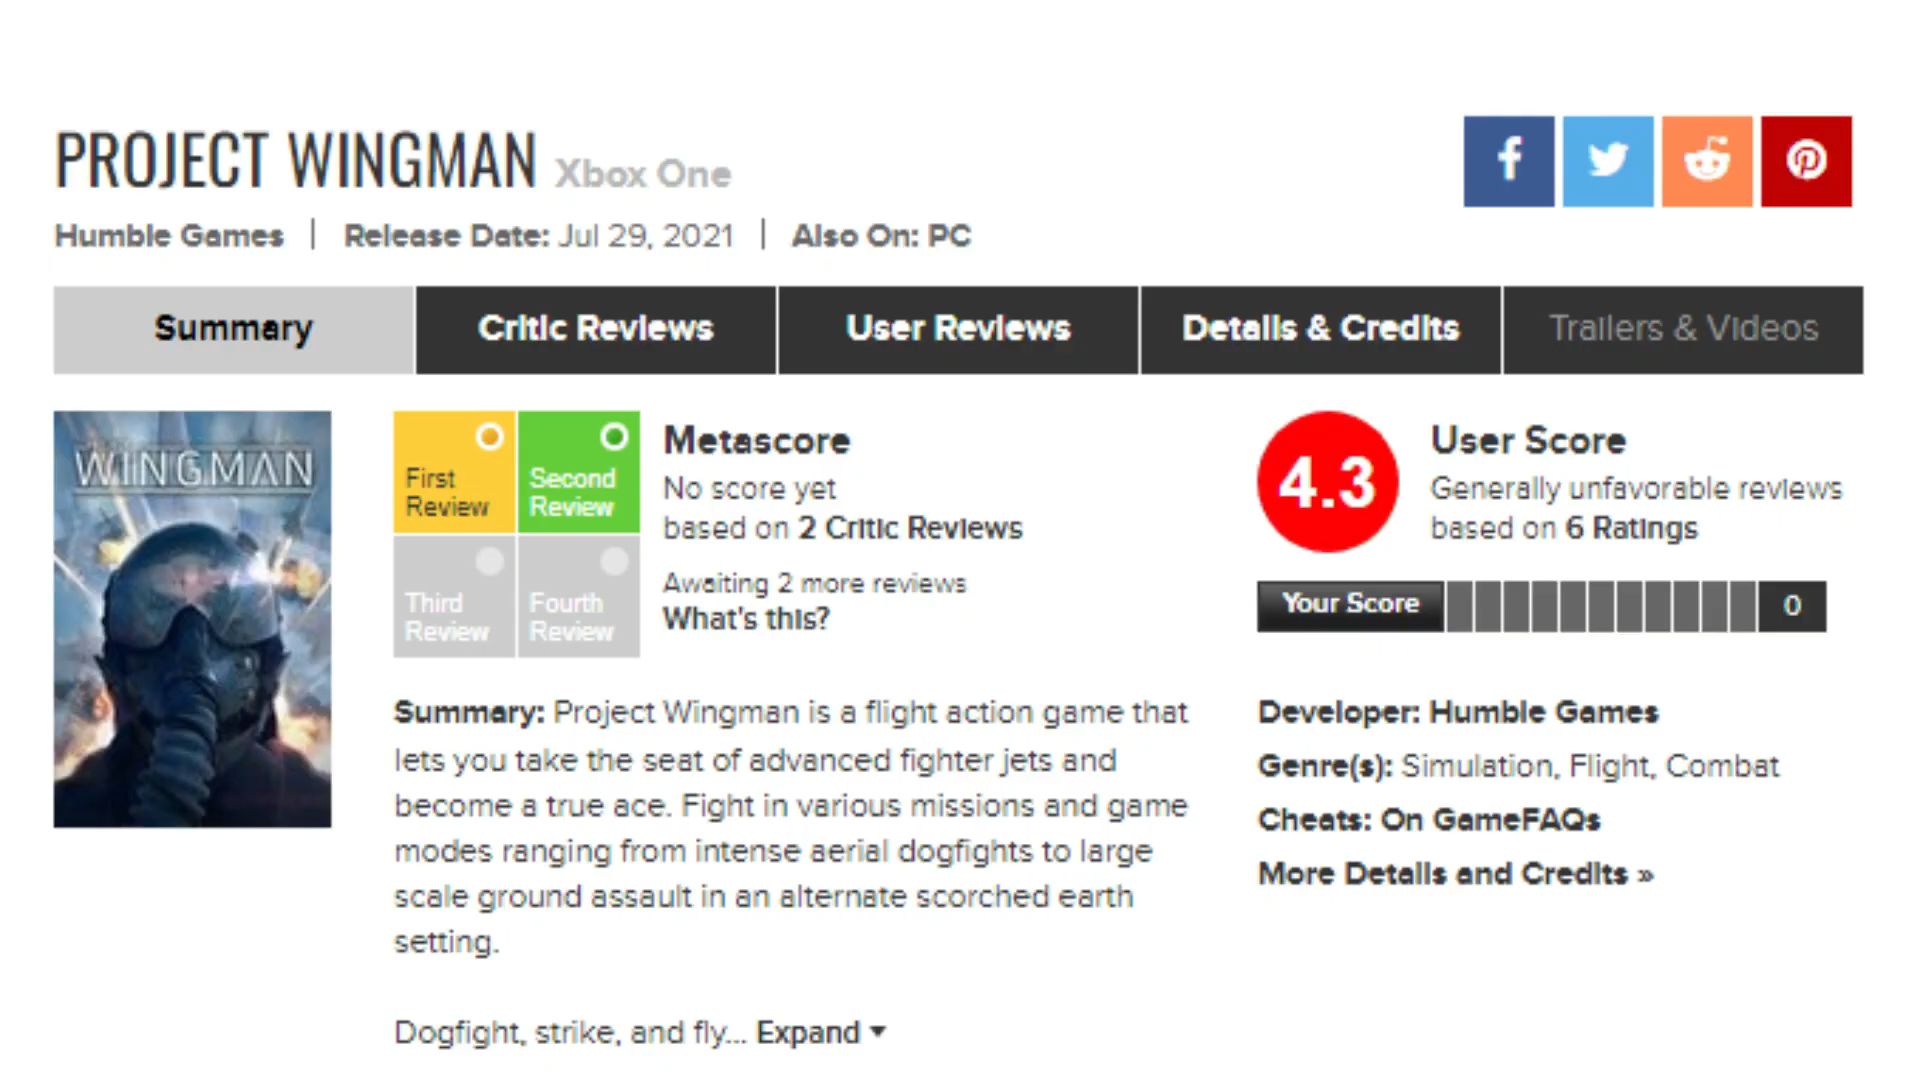 PROJECT WINGMAN Xbox One
Humble Games | Release Date: Jul 29, 2021 | Also On: PC
Summary
Critic Reviews
User Reviews
Details & Credits
Trailers & Videos
WINGMAN
First
Review
Second
Review
Third
Review
Fourth
Review
Metascore
No score yet
based on 2 Critic Reviews
Awaiting 2 more reviews
What's this?
4.3
User Score
Generally unfavorable reviews
based on 6 Ratings
Your Score
0
Summary: Project Wingman is a flight action game that
lets you take the seat of advanced fighter jets and
become a true ace. Fight in various missions and game
modes ranging from intense aerial dogfights to large
scale ground assault in an alternate scorched earth
setting.
Dogfight, strike, and fly... Expand
Developer: Humble Games
Genre(s): Simulation, Flight, Combat
Cheats: On GameFAQs
More Details and Credits »